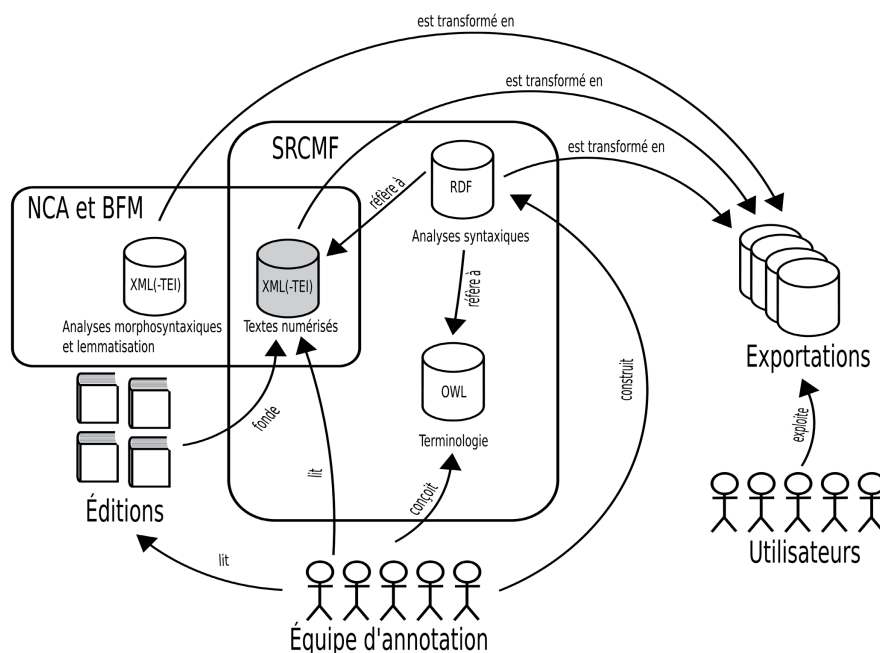 est transformé en
est transformé en
SRCMF
est transformé en
RDF
réfère à
NCA et BFM
Analyses syntaxiques
XML(-TEI)
XML(-TEI)
réfère à
Analyses morphosyntaxiques
et lemmatisation
Textes numérisés
Exportations
construit
OWL
fonde
exploite
Terminologie
lit
conçoit
Éditions
Utilisateurs
lit
Équipe d'annotation